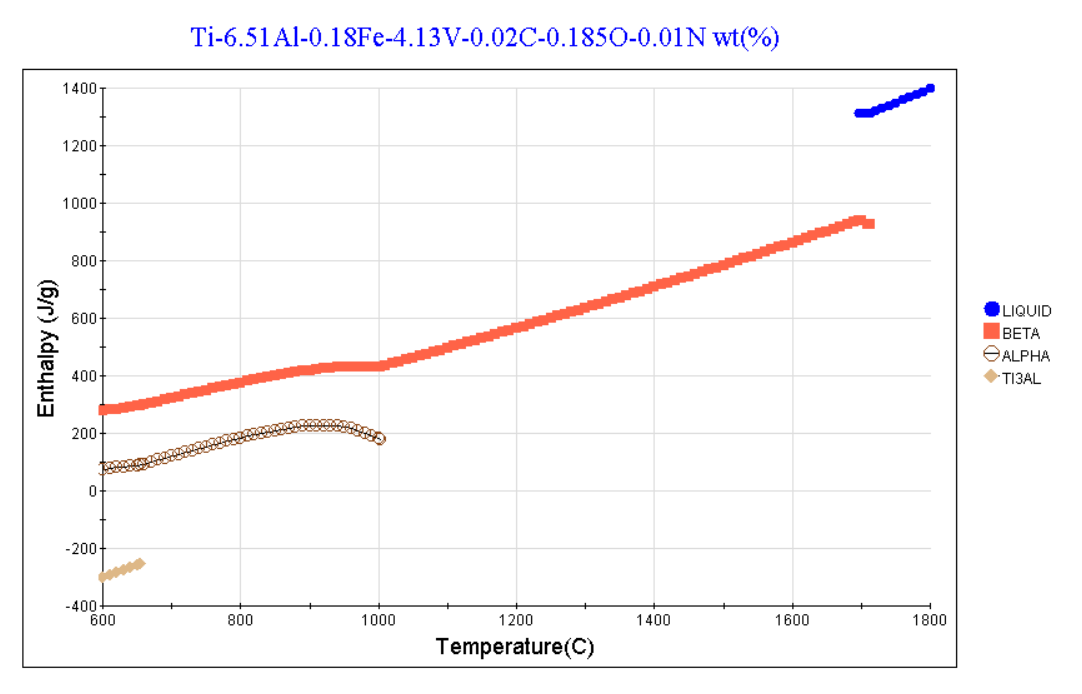 Ti-6.51Al-0.18Fe-4.13V-0.02C-0.185O-0.01N wt(%)
1400
1200
1000
800
600
400
200
0
-200
-400
Enthalpy (J/g)
600 800 1000 1200 1400 1600 1800
Temperature(C)
LIQUID
BETA
ALPHA
TI3AL